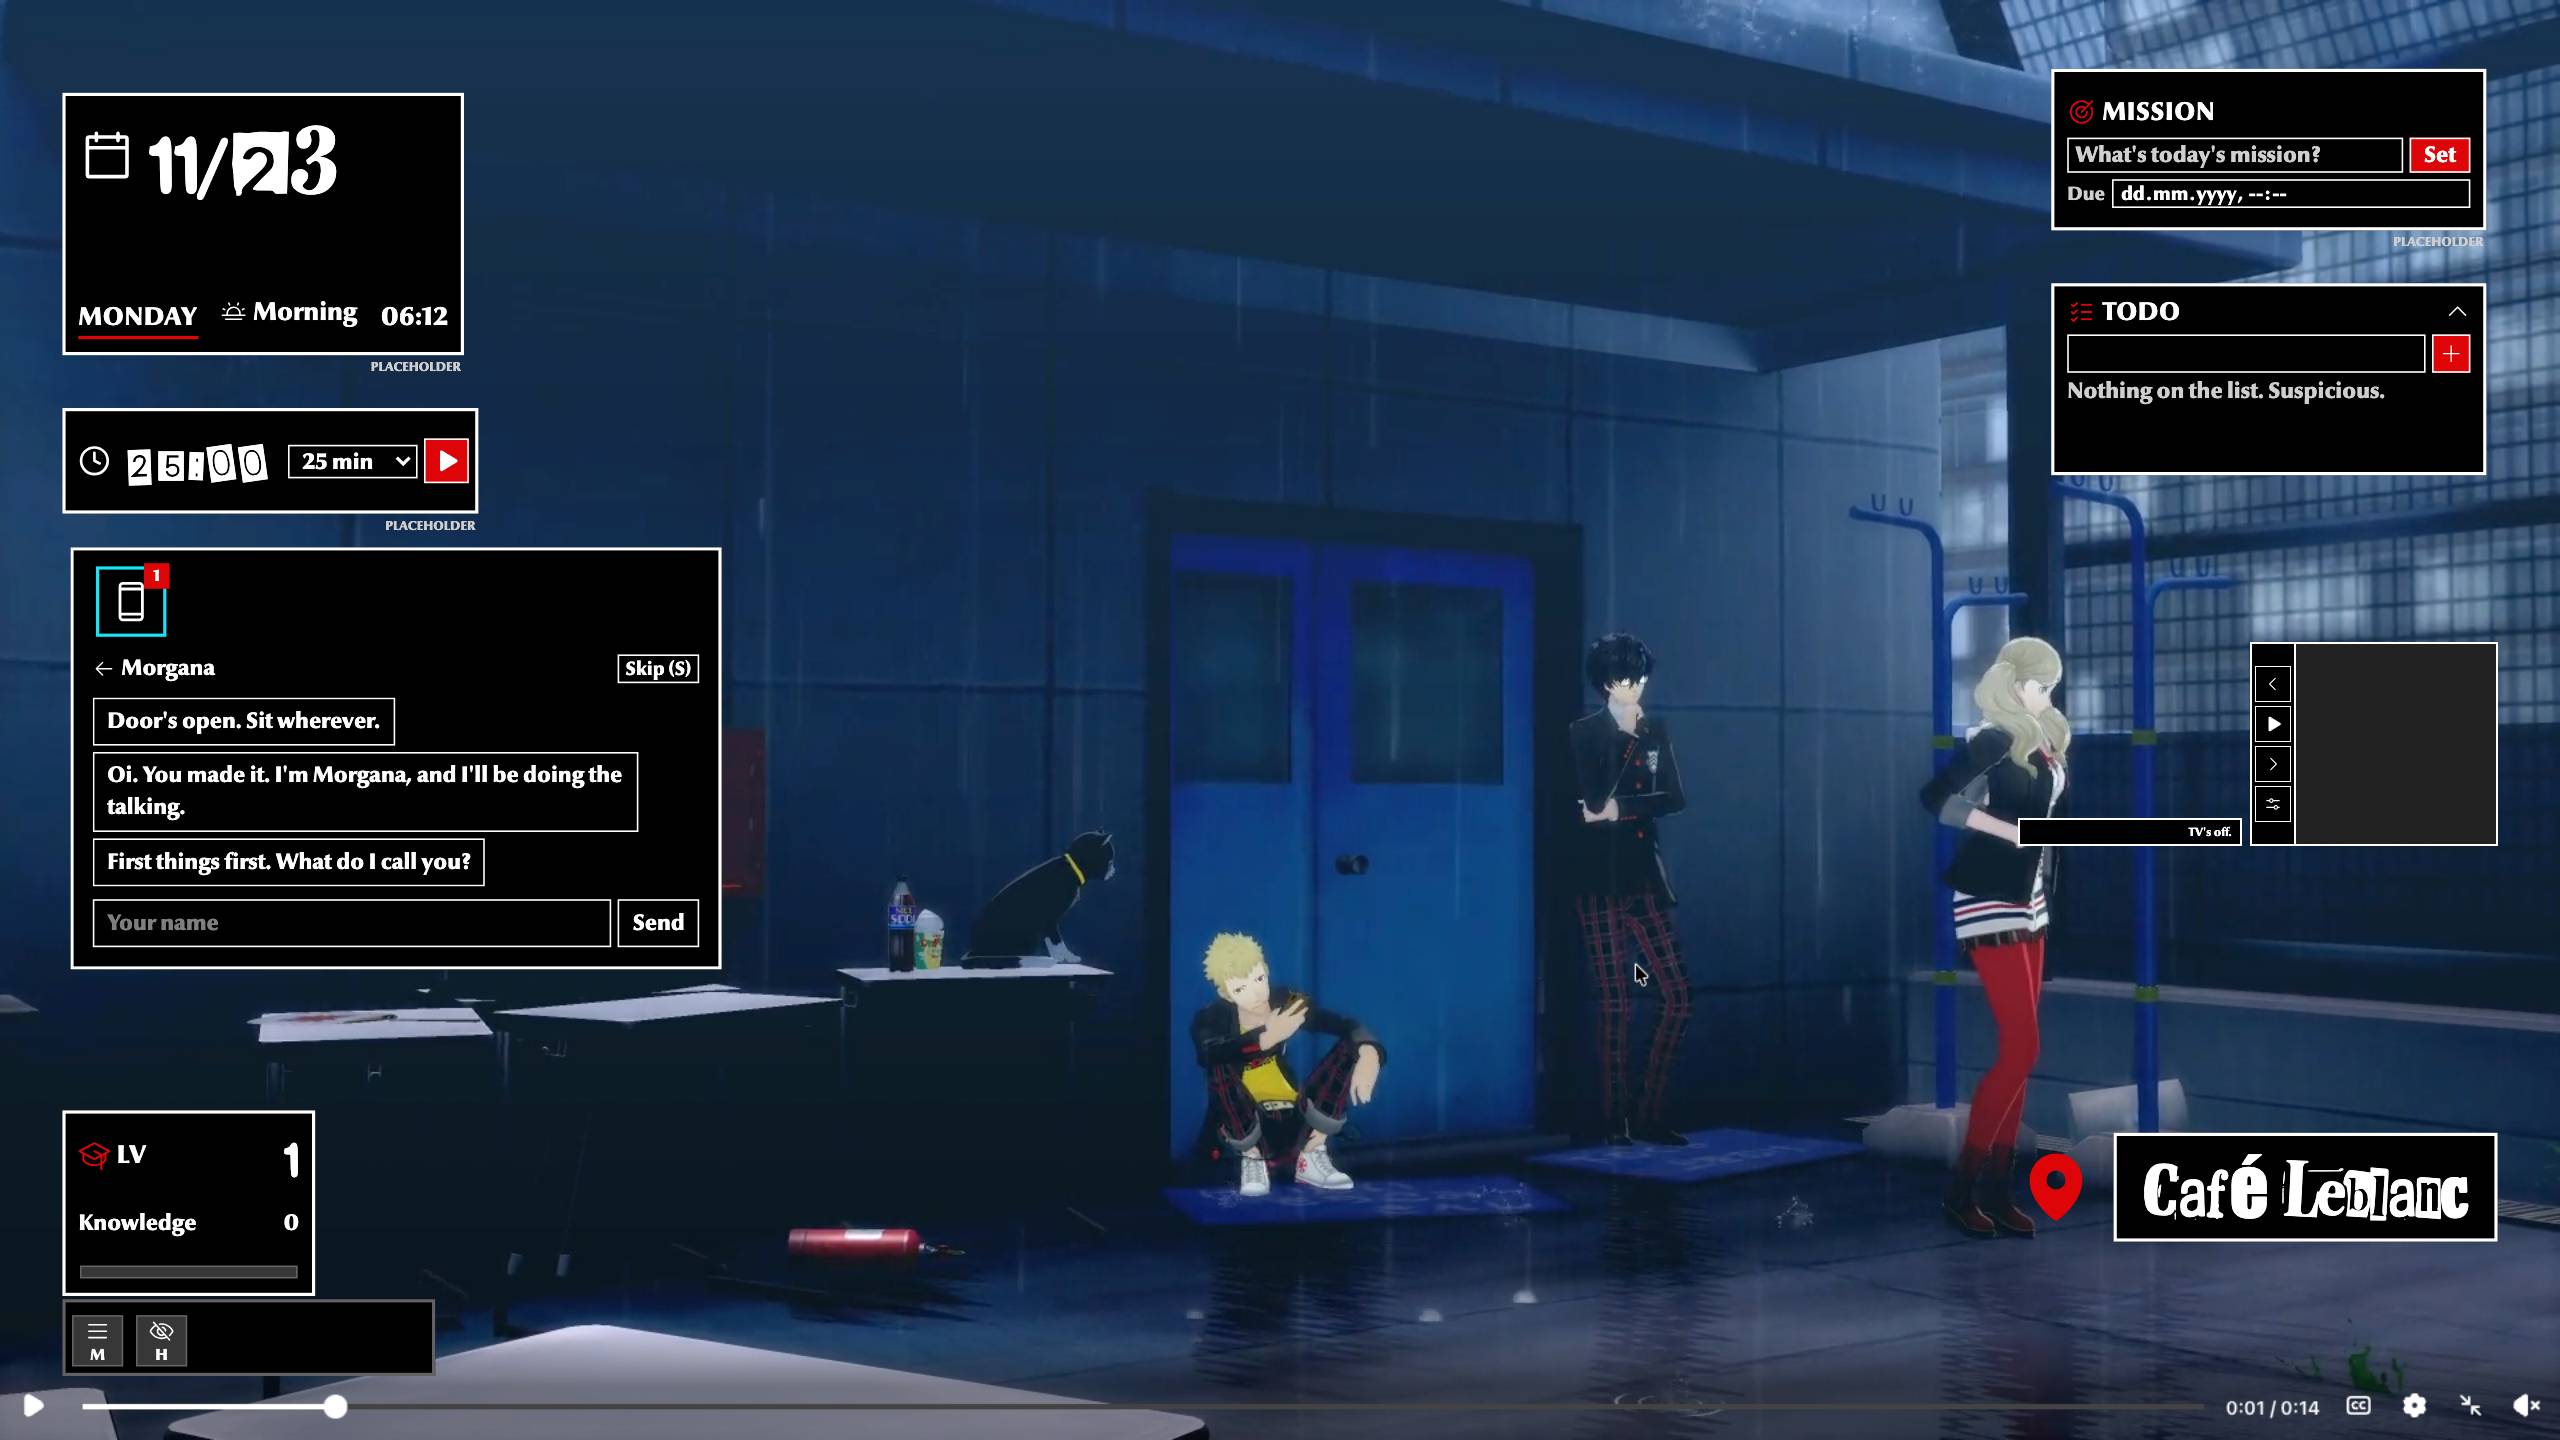 11/23
MONDAY Morning 06:12
PLACEHOLDER
25:00 25 min
PLACEHOLDER
1
Morgana Skip (S)
Door's open. Sit wherever.
Oi. You made it. I'm Morgana, and I'll be doing the
talking.
First things first. What do I call you?
Your name Send
LV 1
Knowledge 0
M H
MISSION
What's today's mission? Set
Due dd.mm.yyyy, --:--
PLACEHOLDER
TODO
Nothing on the list. Suspicious.
TV's off.
Café Leblanc
0:01 / 0:14 CC